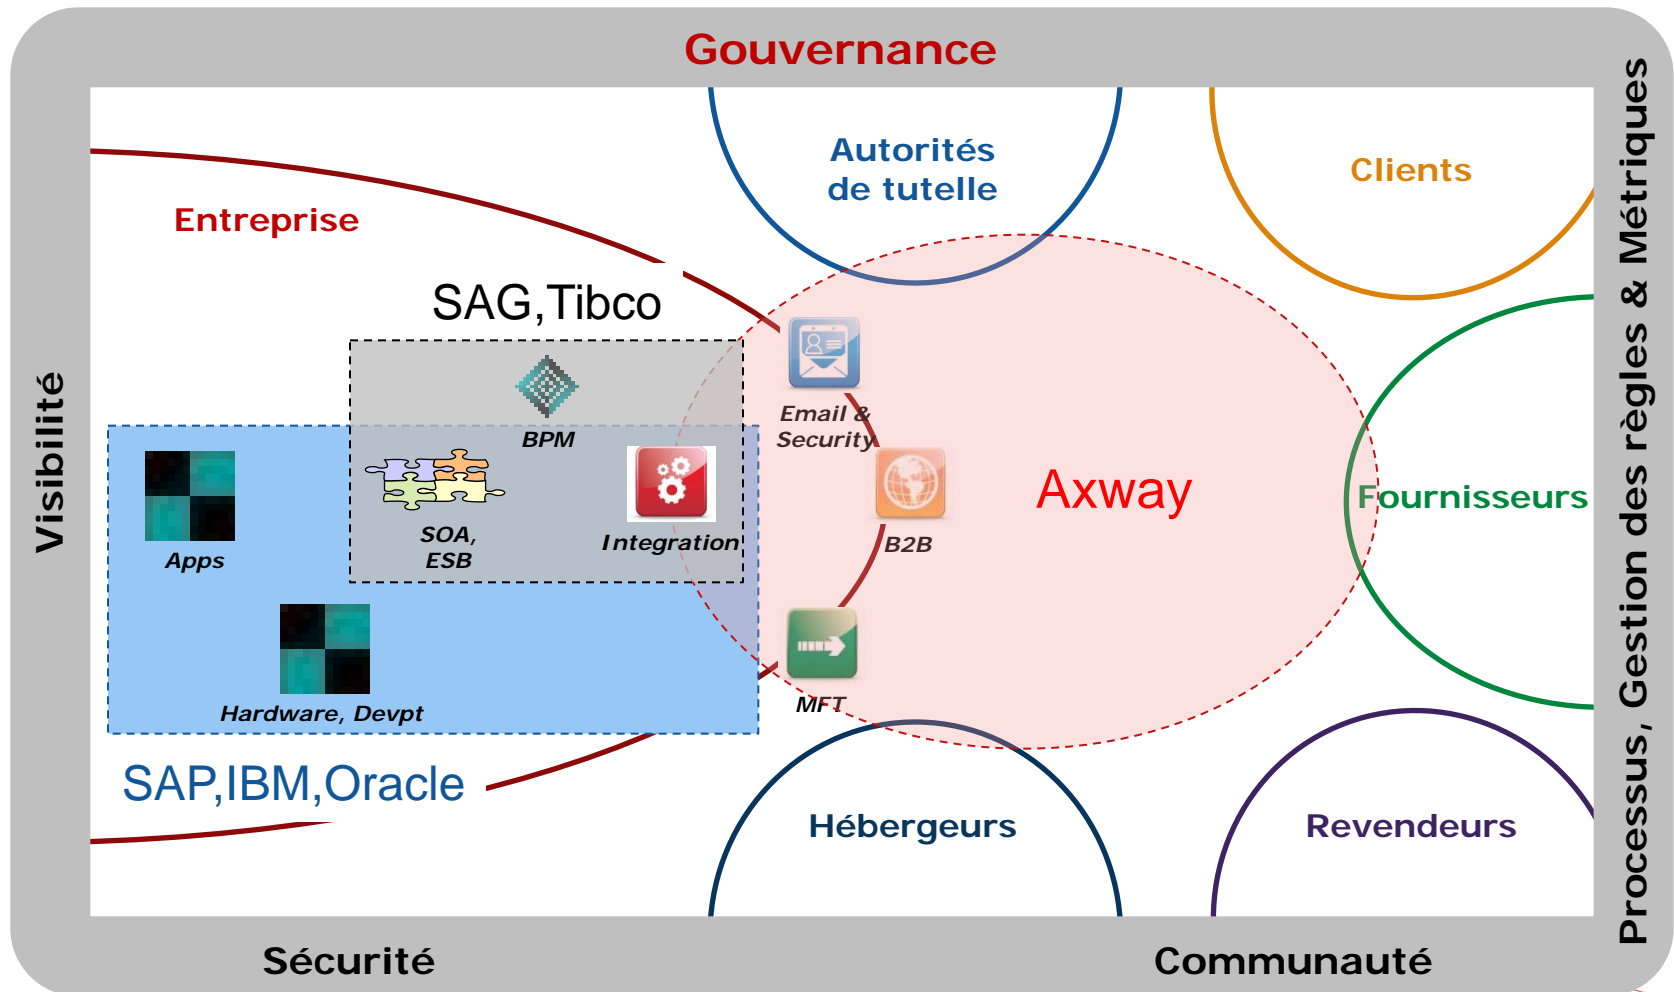 Gouvernance
Autorités
de tutelle
Clients
Entreprise
SAG,Tibco
BPM
Email &
Security
Apps
SOA,
ESB
Integration
B2B
Axway
Fournisseurs
Hardware, Devpt
MFT
SAP,IBM,Oracle
Hébergeurs
Revendeurs
Visibilité
Processus, Gestion des règles & Métriques
Sécurité
Communauté